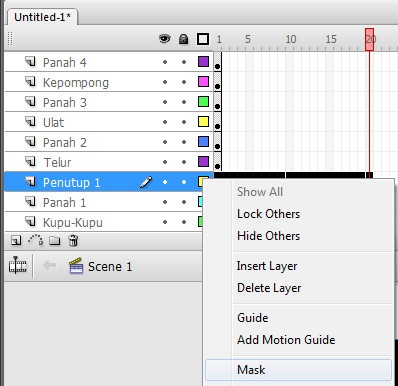 Untitled-1*
1 5 10 15 20
Panah 4
Kepompong
Panah 3
Ulat
Panah 2
Telur
Penutup 1
Panah 1
Kupu-Kupu
Scene 1
Show All
Lock Others
Hide Others
Insert Layer
Delete Layer
Guide
Add Motion Guide
Mask